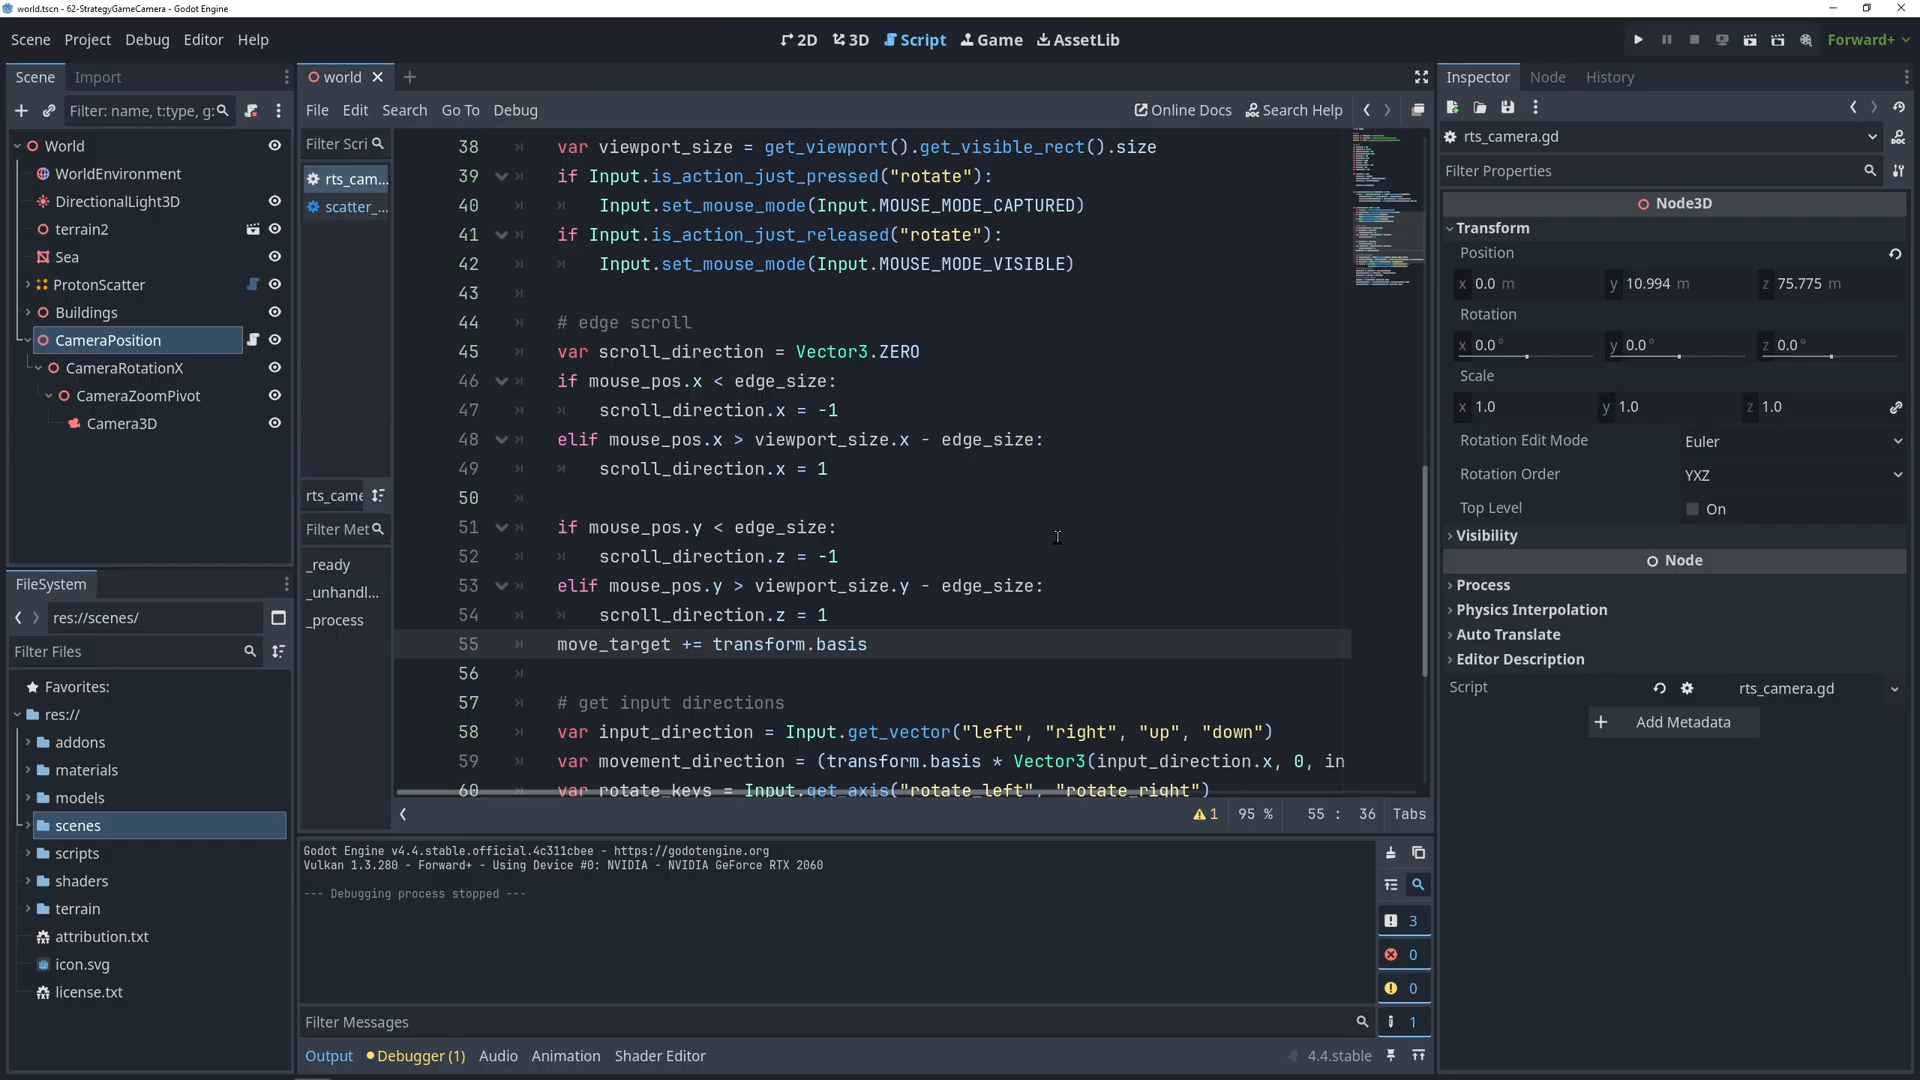 world.tscn - 62-StrategyGameCamera - Godot Engine
Scene Project Debug Editor Help
2D 3D Script Game AssetLib
Forward+
Scene Import
Filter: name, t:type, g:
World
WorldEnvironment
DirectionalLight3D
terrain2
Sea
ProtonScatter
Buildings
CameraPosition
CameraRotationX
CameraZoomPivot
Camera3D
FileSystem
res://scenes/
Filter Files
Favorites:
res://
addons
materials
models
scenes
scripts
shaders
terrain
attribution.txt
icon.svg
license.txt
world
File Edit Search Go To Debug
Online Docs Search Help
Filter Scri
rts_cam...
scatter_...
rts_came
Filter Met
_ready
_unhandl...
_process
38 var viewport_size = get_viewport().get_visible_rect().size
39 if Input.is_action_just_pressed("rotate"):
40 Input.set_mouse_mode(Input.MOUSE_MODE_CAPTURED)
41 if Input.is_action_just_released("rotate"):
42 Input.set_mouse_mode(Input.MOUSE_MODE_VISIBLE)
43
44 # edge scroll
45 var scroll_direction = Vector3.ZERO
46 if mouse_pos.x < edge_size:
47 scroll_direction.x = -1
48 elif mouse_pos.x > viewport_size.x - edge_size:
49 scroll_direction.x = 1
50
51 if mouse_pos.y < edge_size:
52 scroll_direction.z = -1
53 elif mouse_pos.y > viewport_size.y - edge_size:
54 scroll_direction.z = 1
55 move_target += transform.basis
56
57 # get input directions
58 var input_direction = Input.get_vector("left", "right", "up", "down")
59 var movement_direction = (transform.basis * Vector3(input_direction.x, 0, in
60 var rotate_keys = Input.get_axis("rotate_left", "rotate_right")
1 95 % 55 : 36 Tabs
Godot Engine v4.4.stable.official.4c311cbee - https://godotengine.org
Vulkan 1.3.280 - Forward+ - Using Device #0: NVIDIA - NVIDIA GeForce RTX 2060
--- Debugging process stopped ---
3
0
0
1
Filter Messages
Output Debugger (1) Audio Animation Shader Editor
4.4.stable
Inspector Node History
rts_camera.gd
Filter Properties
Node3D
Transform
Position
x 0.0 m y 10.994 m z 75.775 m
Rotation
x 0.0 ° y 0.0 ° z 0.0 °
Scale
x 1.0 y 1.0 z 1.0
Rotation Edit Mode Euler
Rotation Order YXZ
Top Level On
Visibility
Node
Process
Physics Interpolation
Auto Translate
Editor Description
Script rts_camera.gd
Add Metadata